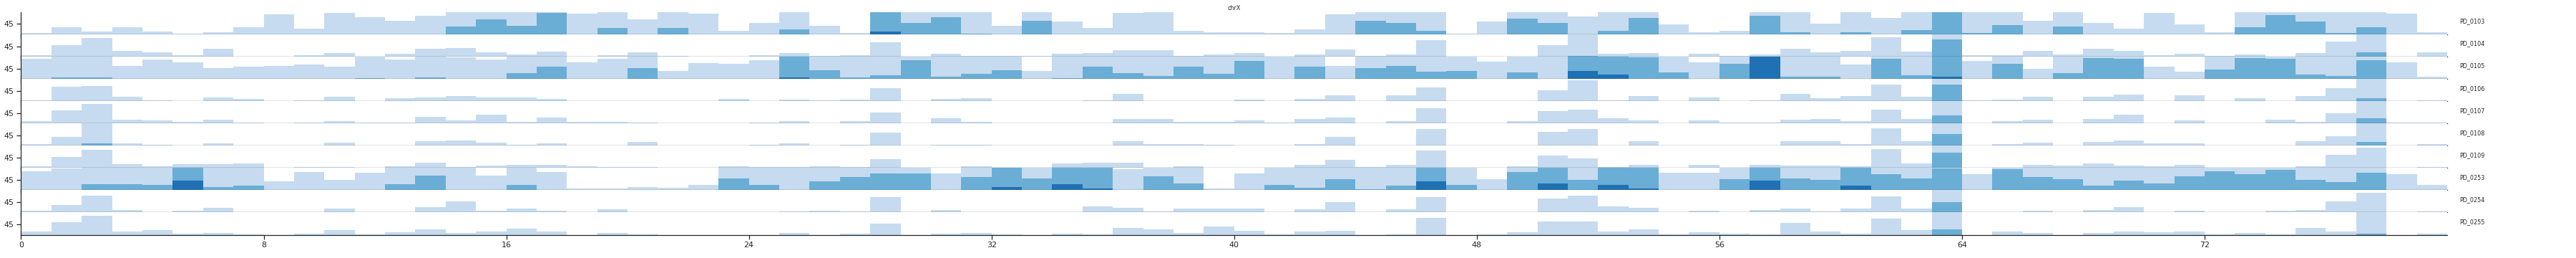 chrX
45 PD_0103
45 PD_0104
45 PD_0105
45 PD_0106
45 PD_0107
45 PD_0108
45 PD_0109
45 PD_0253
45 PD_0254
45 PD_0255
0 8 16 24 32 40 48 56 64 72